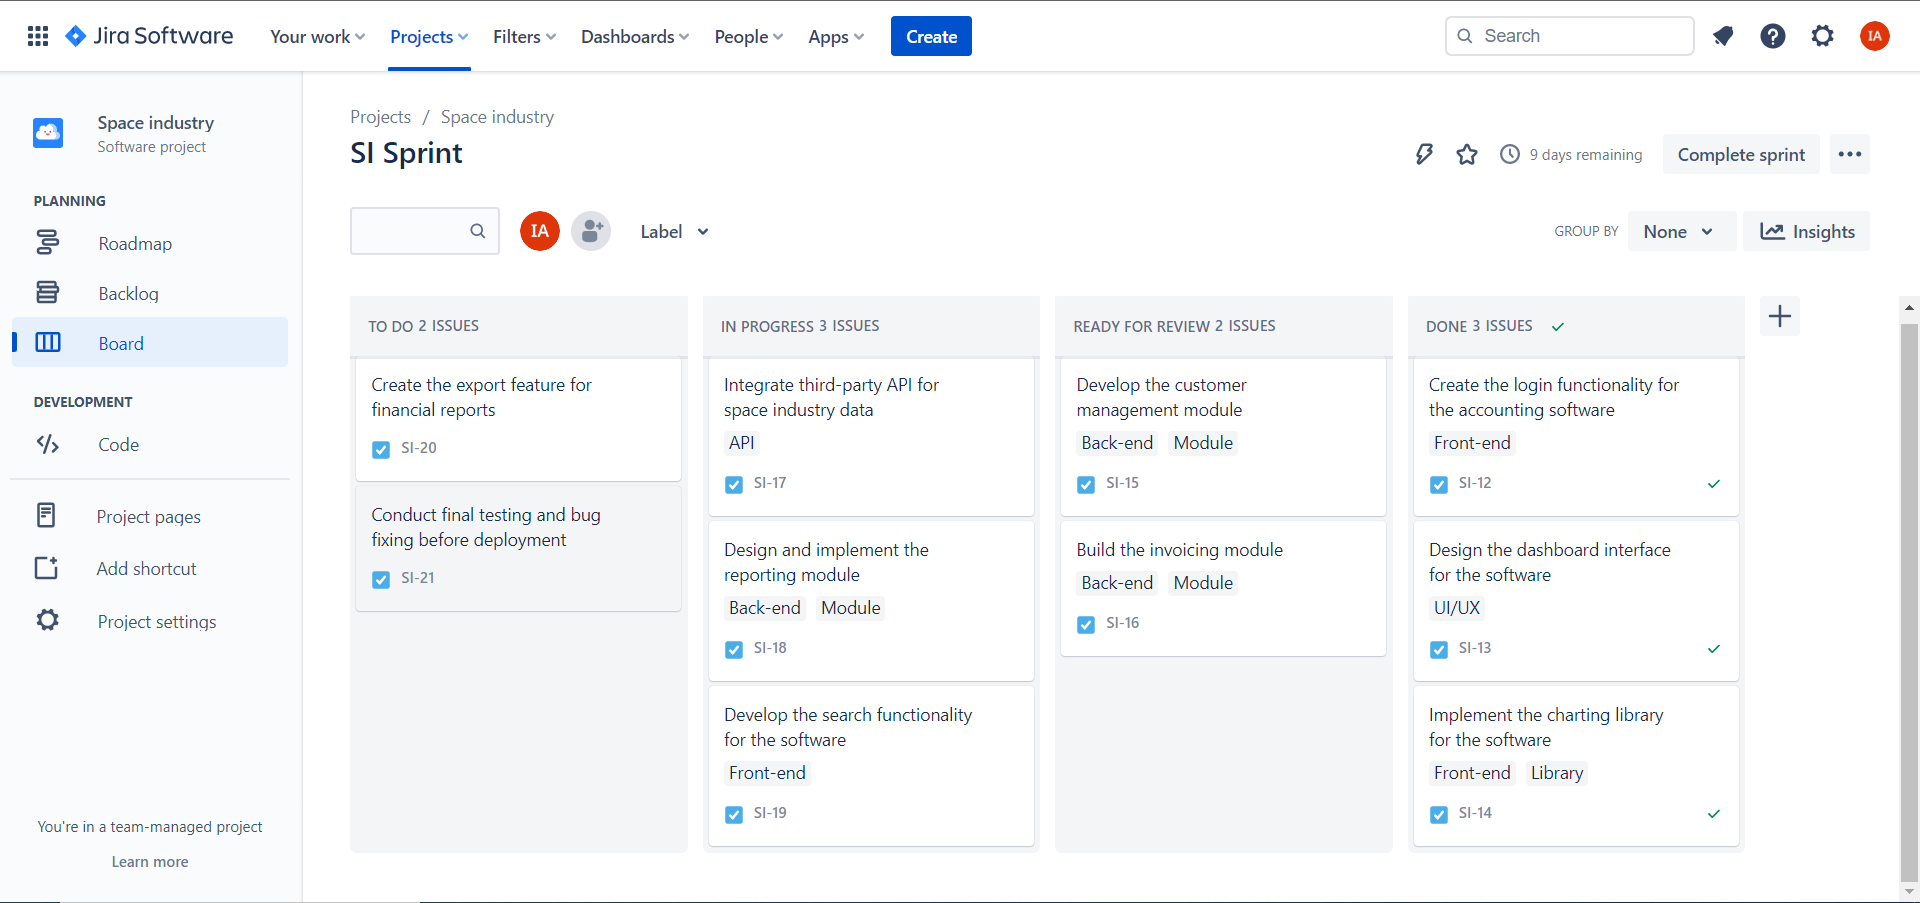 Jira Software
Your work
Projects
Filters
Dashboards
People
Apps
Create
Search
IA
Space industry
Software project
PLANNING
Roadmap
Backlog
Board
DEVELOPMENT
Code
Project pages
Add shortcut
Project settings
You're in a team-managed project
Learn more
Projects / Space industry
SI Sprint
9 days remaining
Complete sprint
IA
Label
GROUP BY
None
Insights
TO DO 2 ISSUES
Create the export feature for
financial reports
SI-20
Conduct final testing and bug
fixing before deployment
SI-21
IN PROGRESS 3 ISSUES
Integrate third-party API for
space industry data
API
SI-17
Design and implement the
reporting module
Back-end Module
SI-18
Develop the search functionality
for the software
Front-end
SI-19
READY FOR REVIEW 2 ISSUES
Develop the customer
management module
Back-end Module
SI-15
Build the invoicing module
Back-end Module
SI-16
DONE 3 ISSUES
Create the login functionality for
the accounting software
Front-end
SI-12
Design the dashboard interface
for the software
UI/UX
SI-13
Implement the charting library
for the software
Front-end Library
SI-14